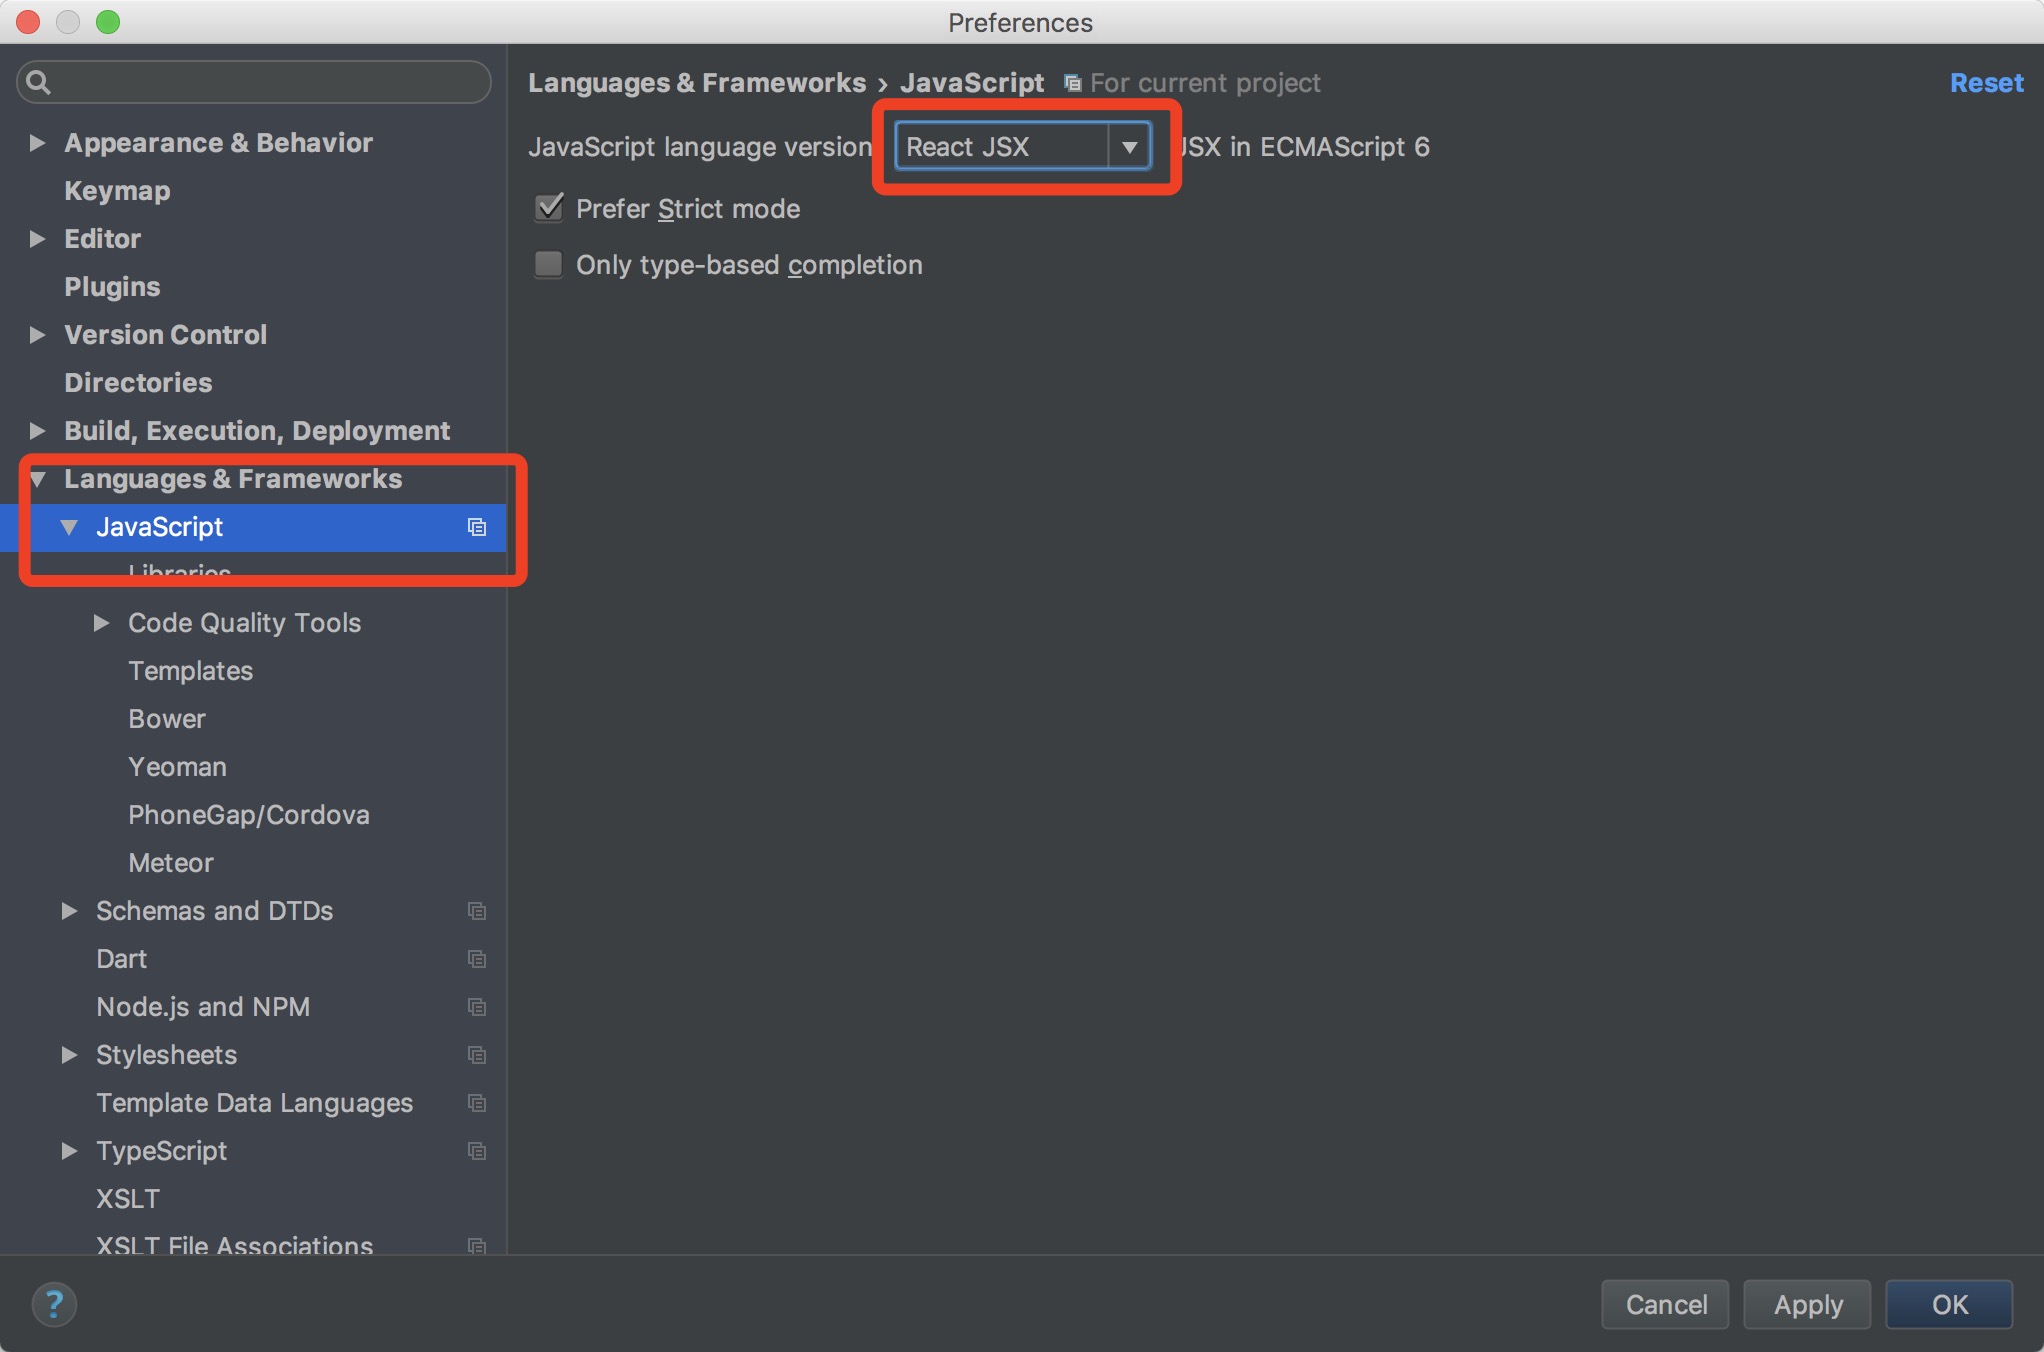 Preferences
Languages & Frameworks › JavaScript For current project Reset
JavaScript language version React JSX JSX in ECMAScript 6
Prefer Strict mode
Only type-based completion
Appearance & Behavior
Keymap
Editor
Plugins
Version Control
Directories
Build, Execution, Deployment
Languages & Frameworks
JavaScript
Libraries
Code Quality Tools
Templates
Bower
Yeoman
PhoneGap/Cordova
Meteor
Schemas and DTDs
Dart
Node.js and NPM
Stylesheets
Template Data Languages
TypeScript
XSLT
XSLT File Associations
? Cancel Apply OK